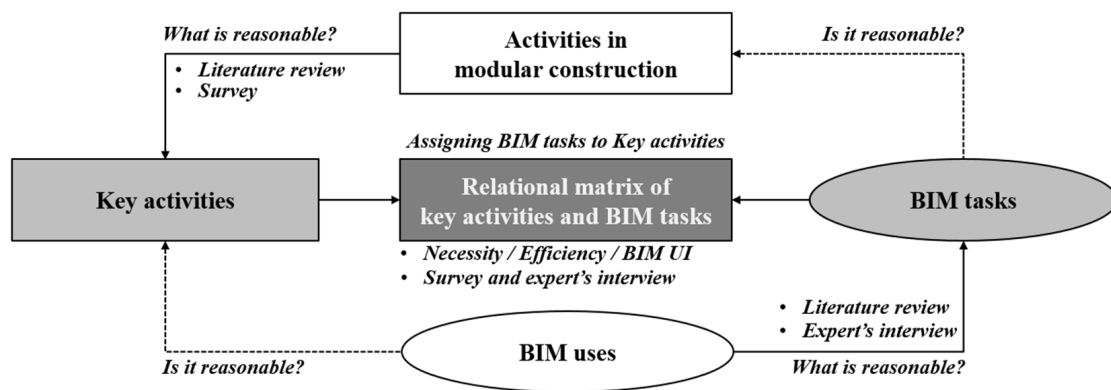 What is reasonable?
• Literature review
• Survey
Activities in
modular construction
Is it reasonable?
Assigning BIM tasks to Key activities
Key activities
Relational matrix of
key activities and BIM tasks
BIM tasks
• Necessity / Efficiency / BIM UI
• Survey and expert's interview
• Literature review
• Expert's interview
BIM uses
Is it reasonable?
What is reasonable?